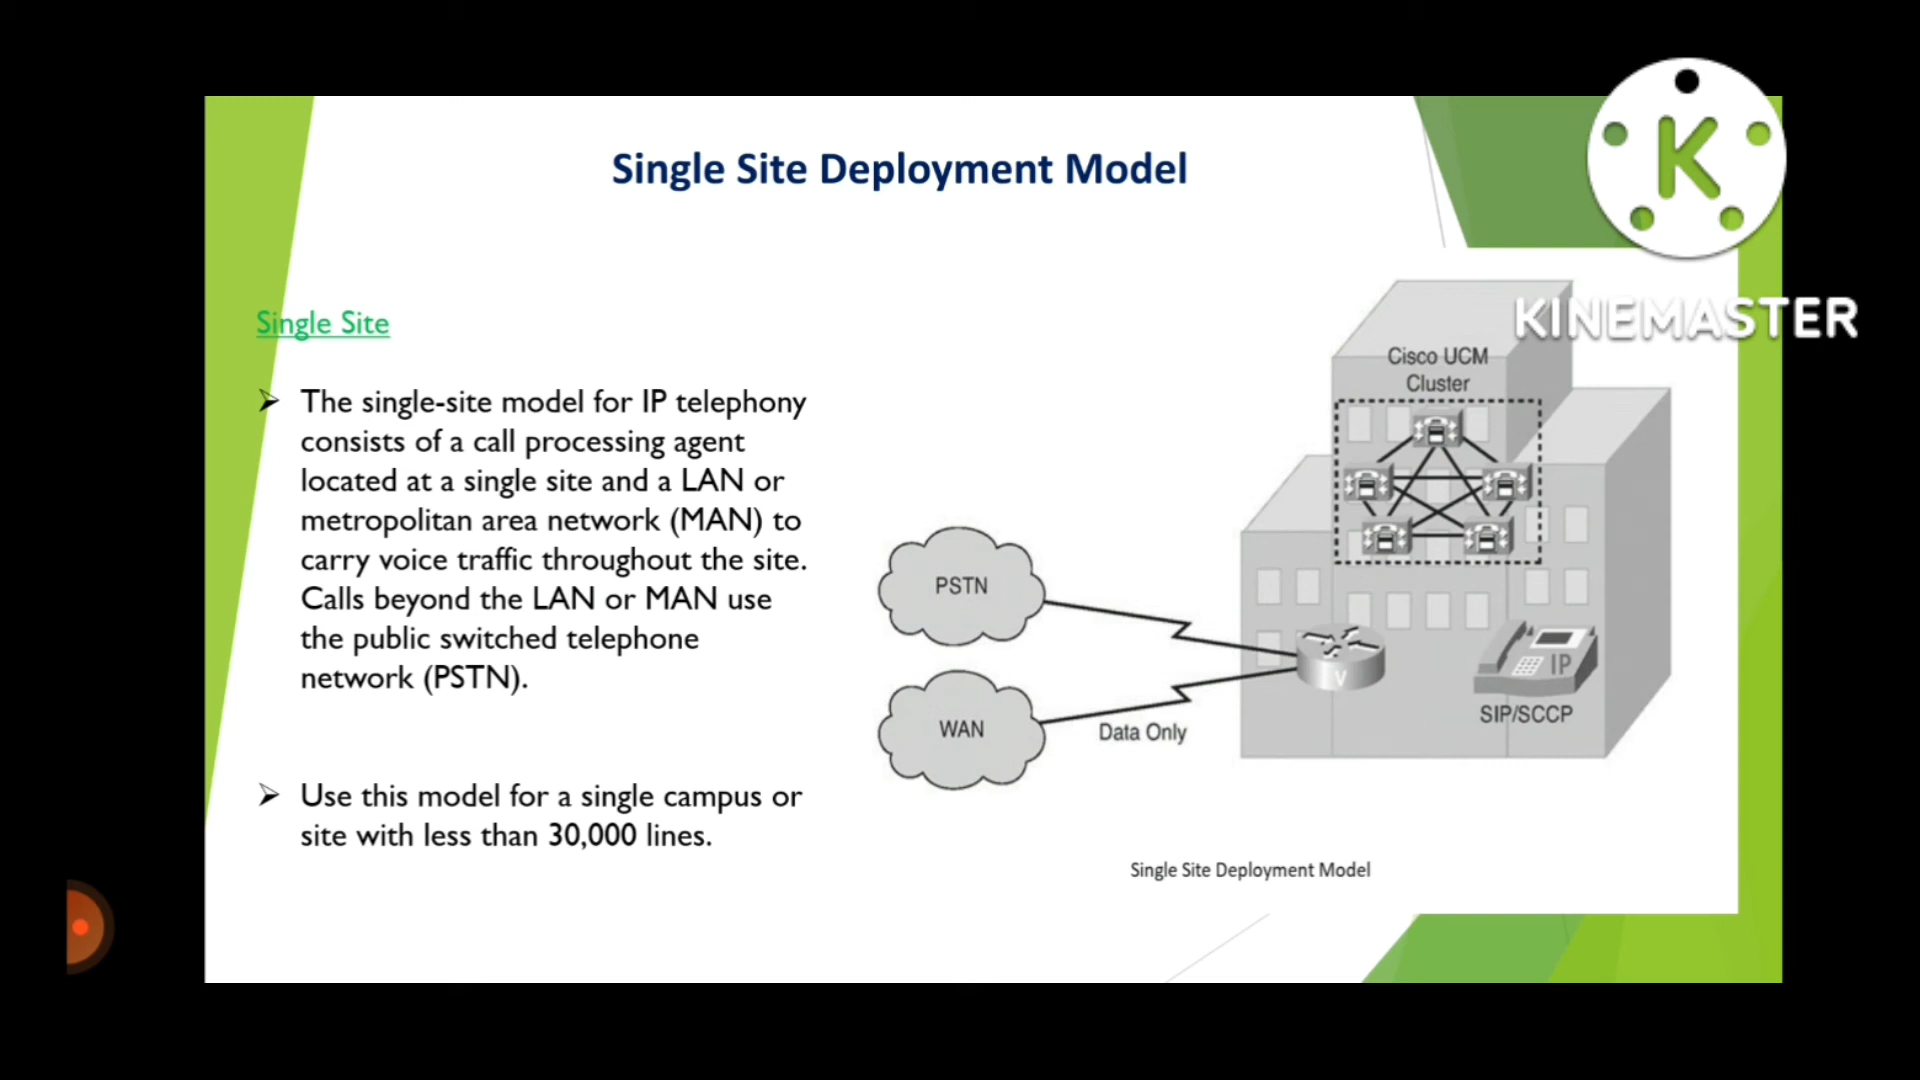 Single Site Deployment Model
K
KINEMASTER
Single Site
The single-site model for IP telephony
consists of a call processing agent
located at a single site and a LAN or
metropolitan area network (MAN) to
carry voice traffic throughout the site.
Calls beyond the LAN or MAN use
the public switched telephone
network (PSTN).
Use this model for a single campus or
site with less than 30,000 lines.
Cisco UCM
Cluster
PSTN
WAN
Data Only
V
IP
SIP/SCCP
Single Site Deployment Model